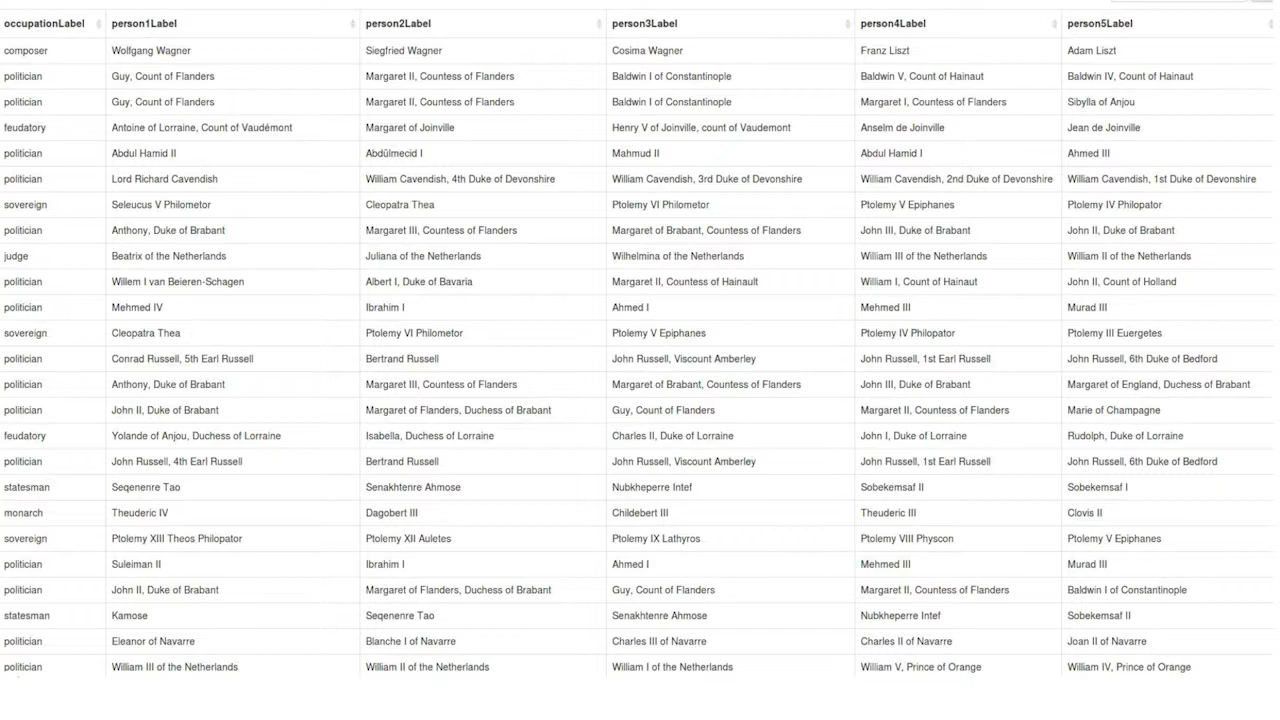 occupationLabel person1Label person2Label person3Label person4Label person5Label
composer Wolfgang Wagner Siegfried Wagner Cosima Wagner Franz Liszt Adam Liszt
politician Guy, Count of Flanders Margaret II, Countess of Flanders Baldwin I of Constantinople Baldwin V, Count of Hainaut Baldwin IV, Count of Hainaut
politician Guy, Count of Flanders Margaret II, Countess of Flanders Baldwin I of Constantinople Margaret I, Countess of Flanders Sibylla of Anjou
feudatory Antoine of Lorraine, Count of Vaudémont Margaret of Joinville Henry V of Joinville, count of Vaudemont Anselm de Joinville Jean de Joinville
politician Abdul Hamid II Abdülmecid I Mahmud II Abdul Hamid I Ahmed III
politician Lord Richard Cavendish William Cavendish, 4th Duke of Devonshire William Cavendish, 3rd Duke of Devonshire William Cavendish, 2nd Duke of Devonshire William Cavendish, 1st Duke of Devonshire
sovereign Seleucus V Philometor Cleopatra Thea Ptolemy VI Philometor Ptolemy V Epiphanes Ptolemy IV Philopator
politician Anthony, Duke of Brabant Margaret III, Countess of Flanders Margaret of Brabant, Countess of Flanders John III, Duke of Brabant John II, Duke of Brabant
judge Beatrix of the Netherlands Juliana of the Netherlands Wilhelmina of the Netherlands William III of the Netherlands William II of the Netherlands
politician Willem I van Beieren-Schagen Albert I, Duke of Bavaria Margaret II, Countess of Hainault William I, Count of Hainaut John II, Count of Holland
politician Mehmed IV Ibrahim I Ahmed I Mehmed III Murad III
sovereign Cleopatra Thea Ptolemy VI Philometor Ptolemy V Epiphanes Ptolemy IV Philopator Ptolemy III Euergetes
politician Conrad Russell, 5th Earl Russell Bertrand Russell John Russell, Viscount Amberley John Russell, 1st Earl Russell John Russell, 6th Duke of Bedford
politician Anthony, Duke of Brabant Margaret III, Countess of Flanders Margaret of Brabant, Countess of Flanders John III, Duke of Brabant Margaret of England, Duchess of Brabant
politician John II, Duke of Brabant Margaret of Flanders, Duchess of Brabant Guy, Count of Flanders Margaret II, Countess of Flanders Marie of Champagne
feudatory Yolande of Anjou, Duchess of Lorraine Isabella, Duchess of Lorraine Charles II, Duke of Lorraine John I, Duke of Lorraine Rudolph, Duke of Lorraine
politician John Russell, 4th Earl Russell Bertrand Russell John Russell, Viscount Amberley John Russell, 1st Earl Russell John Russell, 6th Duke of Bedford
statesman Seqenenre Tao Senakhtenre Ahmose Nubkheperre Intef Sobekemsaf II Sobekemsaf I
monarch Theuderic IV Dagobert III Childebert III Theuderic III Clovis II
sovereign Ptolemy XIII Theos Philopator Ptolemy XII Auletes Ptolemy IX Lathyros Ptolemy VIII Physcon Ptolemy V Epiphanes
politician Suleiman II Ibrahim I Ahmed I Mehmed III Murad III
politician John II, Duke of Brabant Margaret of Flanders, Duchess of Brabant Guy, Count of Flanders Margaret II, Countess of Flanders Baldwin I of Constantinople
statesman Kamose Seqenenre Tao Senakhtenre Ahmose Nubkheperre Intef Sobekemsaf II
politician Eleanor of Navarre Blanche I of Navarre Charles III of Navarre Charles II of Navarre Joan II of Navarre
politician William III of the Netherlands William II of the Netherlands William I of the Netherlands William V, Prince of Orange William IV, Prince of Orange